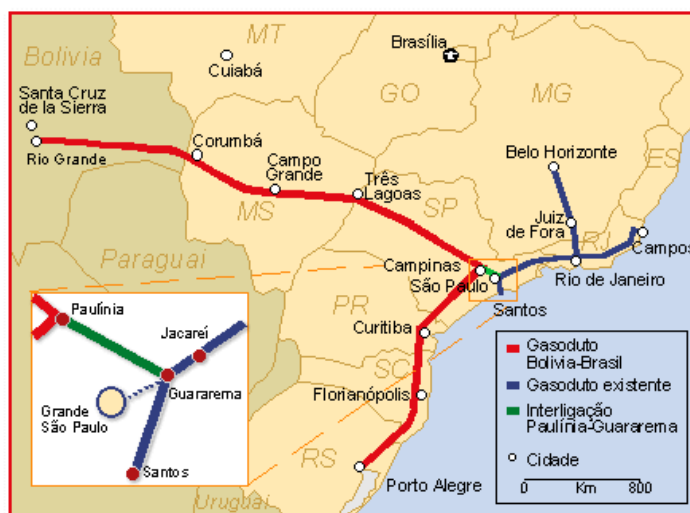 MT
Brasília
Bolivia
Cuiabá
GO
MG
Santa Cruz
de la Sierra
Rio Grande
Corumbá
Belo Horizonte
ES
Campo
Grande
Três
Lagoas
MS
SP
Juiz
de Fora
RJ
Campos
Paraguai
Campinas
São Paulo
Rio de Janeiro
Santos
PR
Curitiba
SC
Florianópolis
RS
Porto Alegre
Uruguai
Paulínia
Jacareí
Guararema
Grande
São Paulo
Santos
Gasoduto
Bolivia-Brasil
Gasoduto existente
Interligação
Paulínia-Guararema
Cidade
0 Km 800